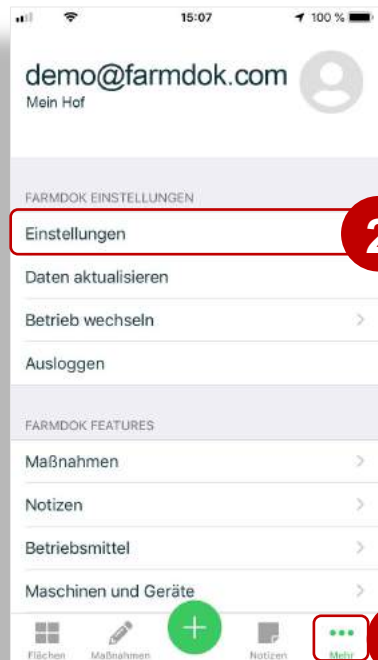 15:07
100 %
demo@farmdok.com
Mein Hof
FARMDOK EINSTELLUNGEN
Einstellungen
2
Daten aktualisieren
Betrieb wechseln
Ausloggen
FARMDOK FEATURES
Maßnahmen
Notizen
Betriebsmittel
Maschinen und Geräte
Flächen Maßnahmen Notizen Mehr